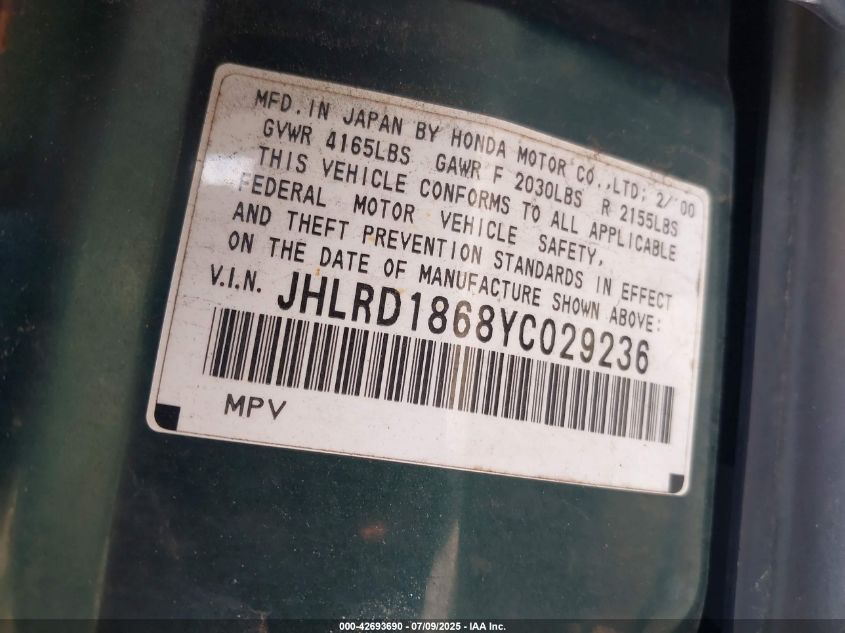 MFD. IN JAPAN BY HONDA MOTOR CO.,LTD; 2/'00
GVWR 4165LBS GAWR F 2030LBS R 2155LBS
THIS VEHICLE CONFORMS TO ALL APPLICABLE
FEDERAL MOTOR VEHICLE SAFETY,
AND THEFT PREVENTION STANDARDS IN EFFECT
ON THE DATE OF MANUFACTURE SHOWN ABOVE:
V.I.N. JHLRD1868YC029236
MPV
000-42693690 - 07/09/2025 - IAA Inc.